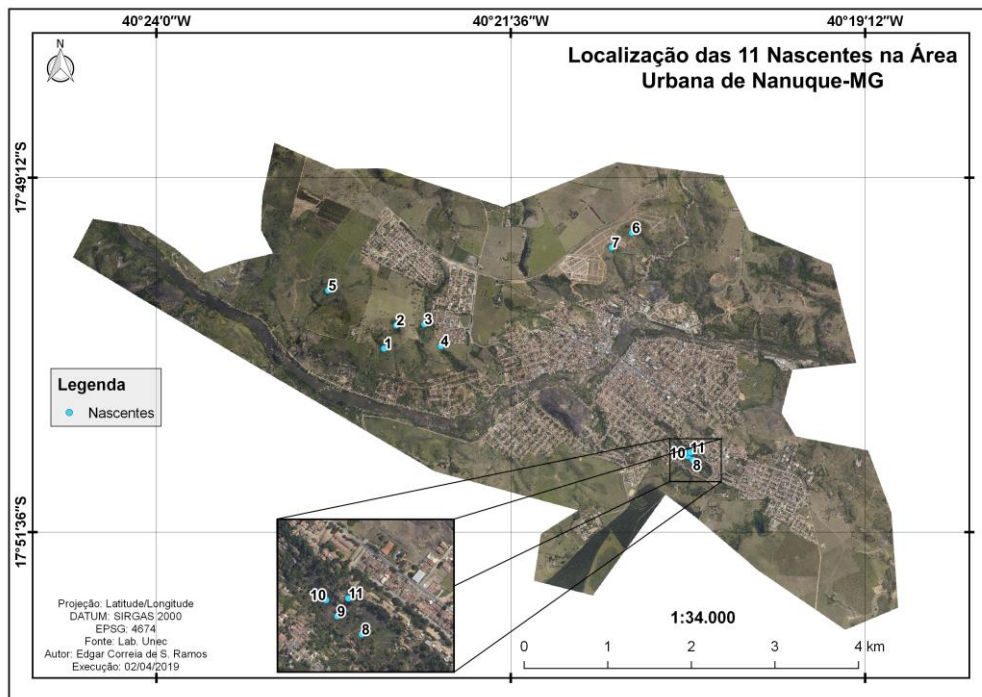 40°24'0"W
40°21'36"W
40°19'12"W
N
Localização das 11 Nascentes na Área
Urbana de Nanuque-MG
17°49'12"S
6
7
5
2
3
1
4
Legenda
Nascentes
10
11
8
17°51'36"S
10
11
9
8
Projeção: Latitude/Longitude
DATUM: SIRGAS 2000
EPSG: 4674
Fonte: Lab. Unec
Autor: Edgar Correia de S. Ramos
Execução: 02/04/2019
1:34.000
0 1 2 3 4 km